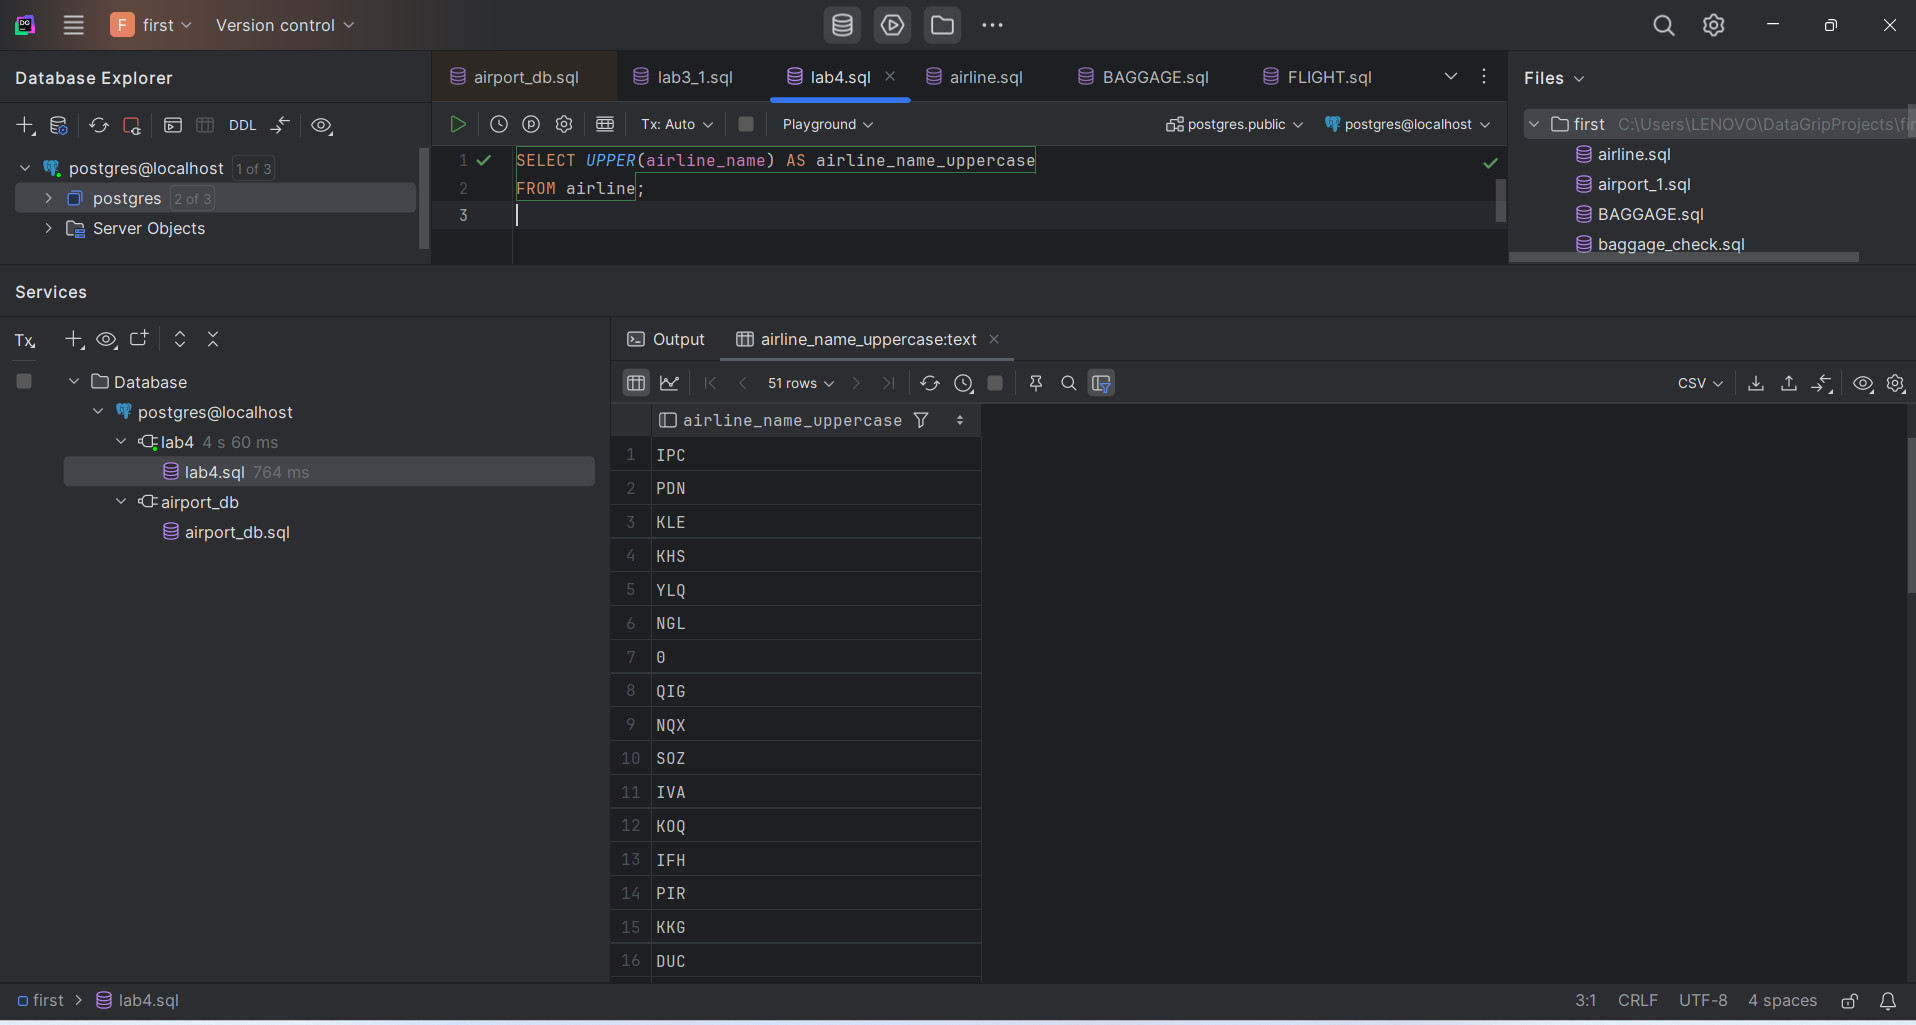 F first Version control
Database Explorer
airport_db.sql lab3_1.sql lab4.sql airline.sql BAGGAGE.sql FLIGHT.sql
Files
DDL
Tx: Auto Playground postgres.public postgres@localhost
first C:\Users\LENOVO\DataGripProjects\fir
postgres@localhost 1 of 3
postgres 2 of 3
Server Objects
1 SELECT UPPER(airline_name) AS airline_name_uppercase
2 FROM airline;
3
airline.sql
airport_1.sql
BAGGAGE.sql
baggage_check.sql
Services
Tx
Database
postgres@localhost
lab4 4 s 60 ms
lab4.sql 764 ms
airport_db
airport_db.sql
Output airline_name_uppercase:text
51 rows CSV
airline_name_uppercase
1 IPC
2 PDN
3 KLE
4 KHS
5 YLQ
6 NGL
7 0
8 QIG
9 NQX
10 SOZ
11 IVA
12 KOQ
13 IFH
14 PIR
15 KKG
16 DUC
first lab4.sql 3:1 CRLF UTF-8 4 spaces